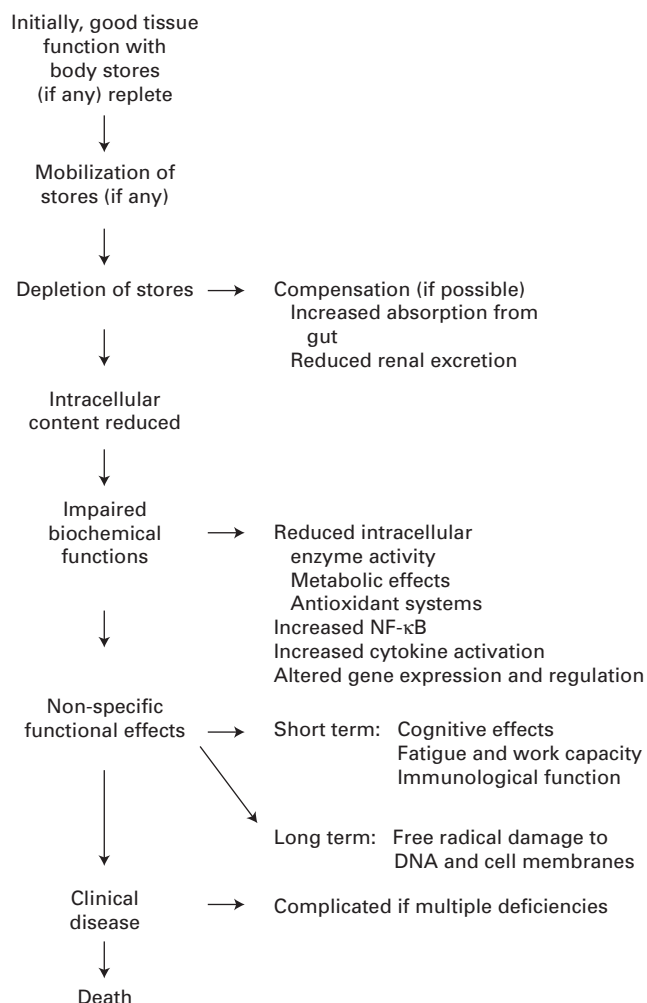 Initially, good tissue
function with
body stores
(if any) replete
Mobilization of
stores (if any)
Depletion of stores
Compensation (if possible)
Increased absorption from
gut
Reduced renal excretion
Intracellular
content reduced
Impaired
biochemical
functions
Reduced intracellular
enzyme activity
Metabolic effects
Antioxidant systems
Increased NF-κB
Increased cytokine activation
Altered gene expression and regulation
Non-specific
functional effects
Short term: Cognitive effects
Fatigue and work capacity
Immunological function
Long term: Free radical damage to
DNA and cell membranes
Clinical
disease
Complicated if multiple deficiencies
Death